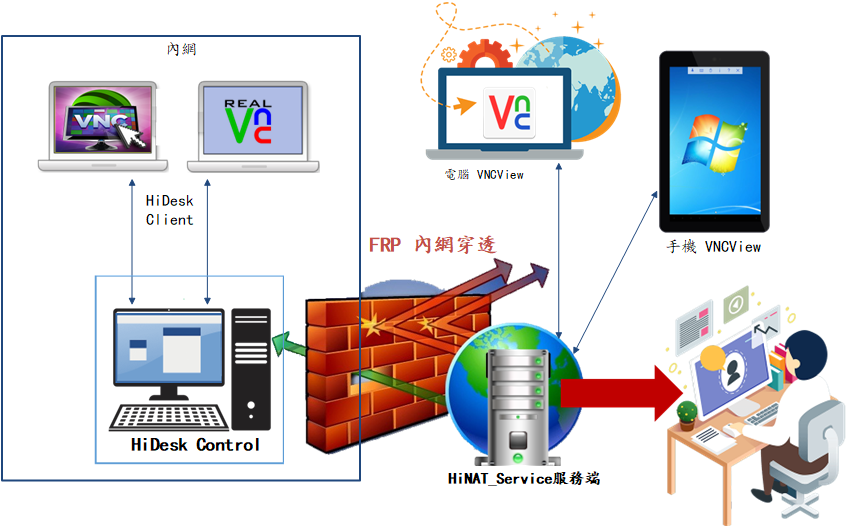 內網
VNC
REAL
Vnc
Vnc
電腦 VNCView
HiDesk
Client
手機 VNCView
FRP 內網穿透
HiDesk Control
HiNAT_Service服務端